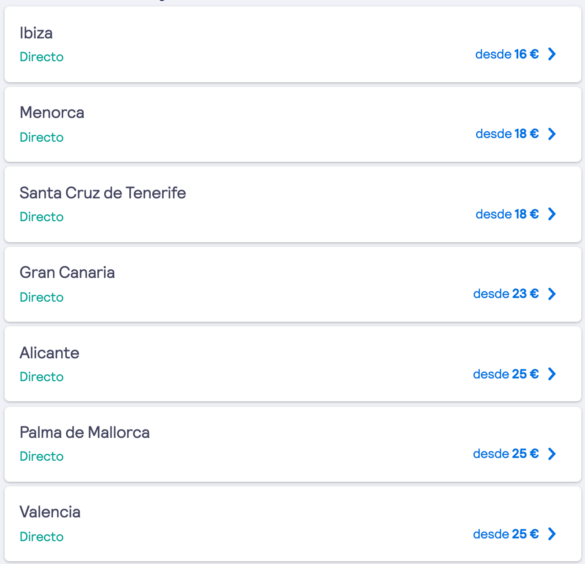 Ibiza
Directo
desde 16 €
Menorca
Directo
desde 18 €
Santa Cruz de Tenerife
Directo
desde 18 €
Gran Canaria
Directo
desde 23 €
Alicante
Directo
desde 25 €
Palma de Mallorca
Directo
desde 25 €
Valencia
Directo
desde 25 €